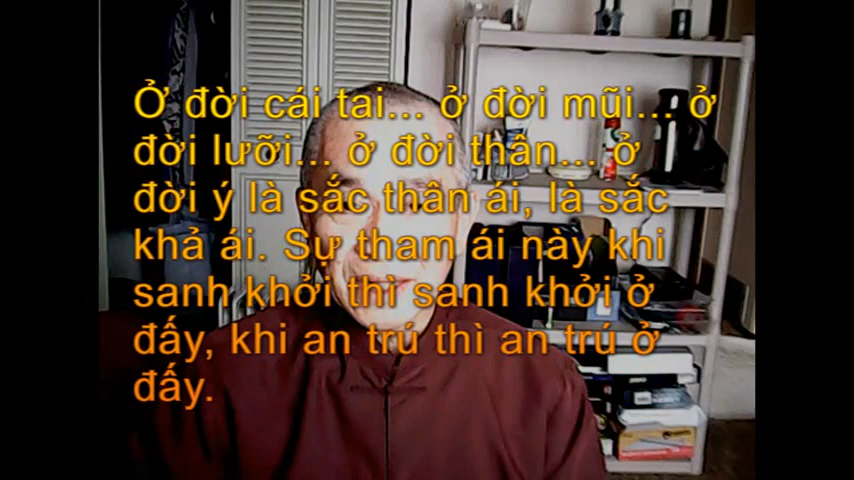 Ở đời cái tai... ở đời mũi... ở
đời lưỡi... ở đời thân... ở
đời ý là sắc thân ái, là sắc
khả ái. Sự tham ái này khi
sanh khởi thì sanh khởi ở
đấy, khi an trú thì an trú ở
đấy.